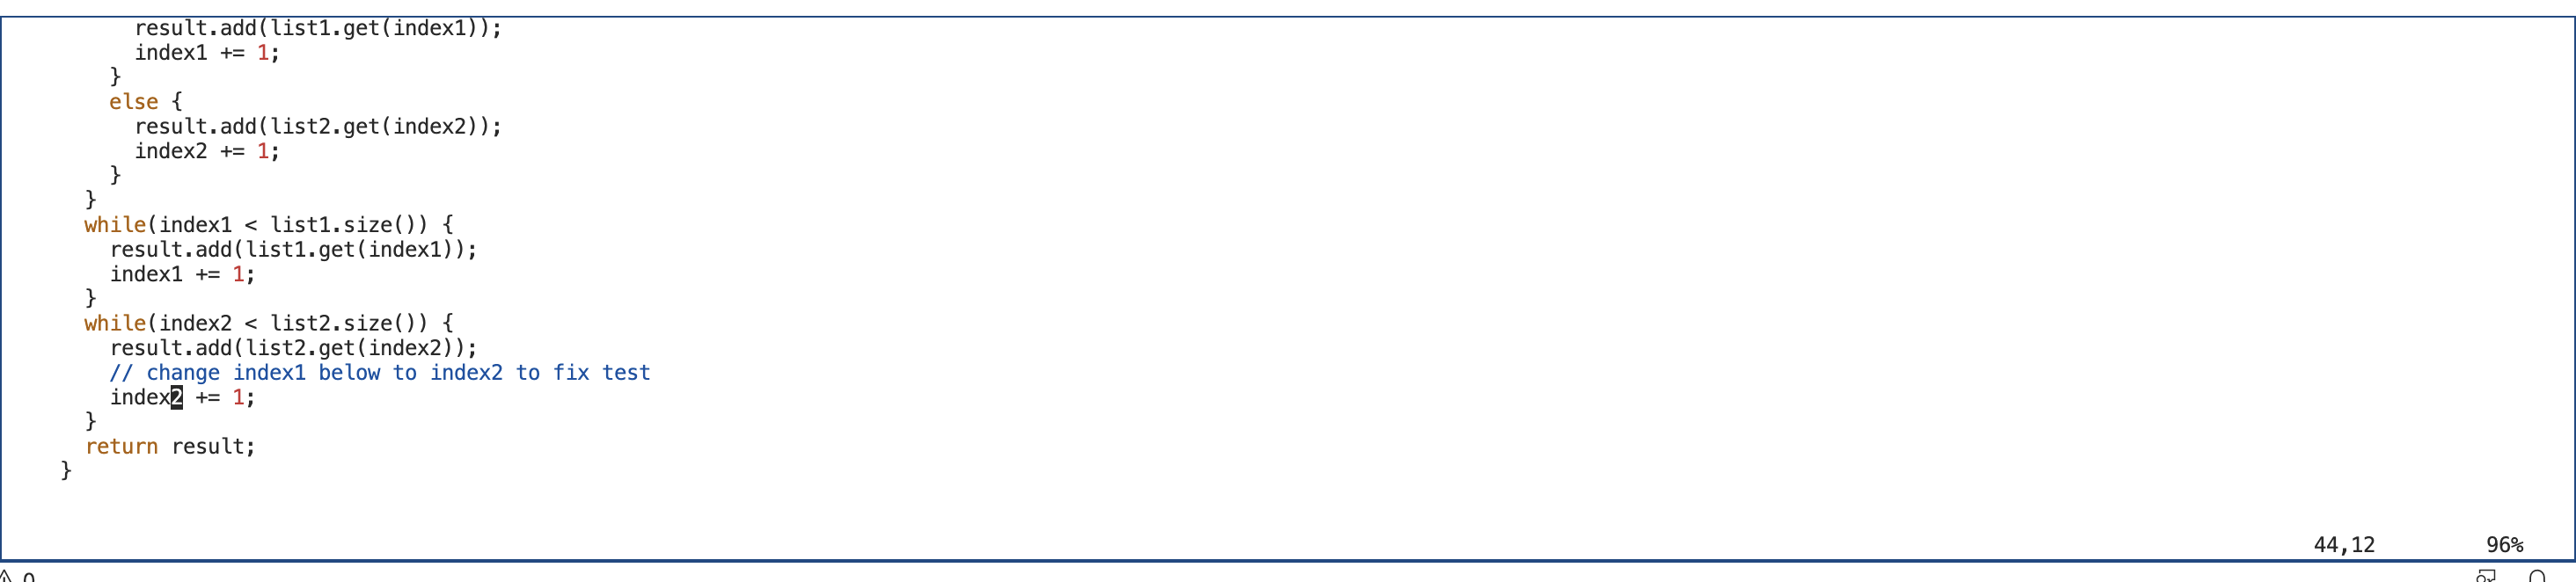 result.add(list1.get(index1));
index1 += 1;
}
else {
result.add(list2.get(index2));
index2 += 1;
}
}
while(index1 < list1.size()) {
result.add(list1.get(index1));
index1 += 1;
}
while(index2 < list2.size()) {
result.add(list2.get(index2));
// change index1 below to index2 to fix test
index2 += 1;
}
return result;
}
44,12 96%
0